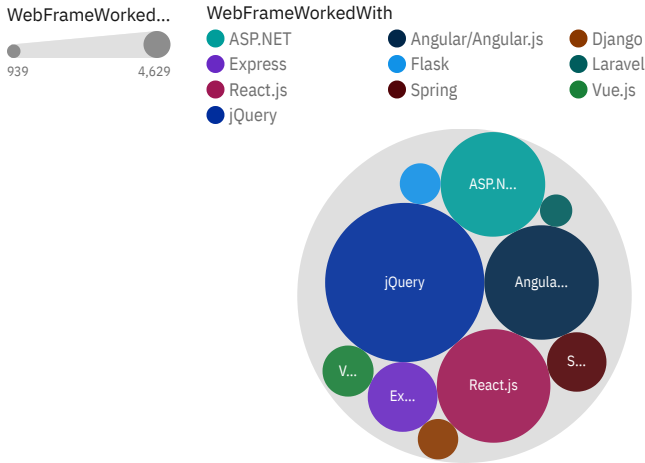 WebFrameWorked...
939
4,629
WebFrameWorkedWith
ASP.NET
Angular/Angular.js
Django
Express
Flask
Laravel
React.js
Spring
Vue.js
jQuery
ASP.N...
jQuery
Angula...
S...
V...
Ex...
React.js